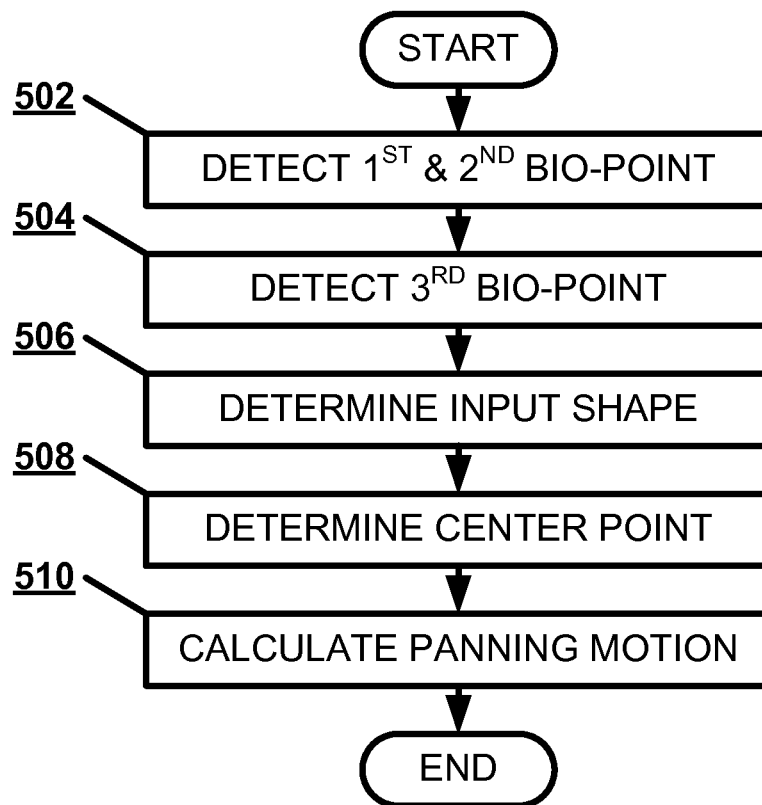 START
502
DETECT 1ST & 2ND BIO-POINT
504
DETECT 3RD BIO-POINT
506
DETERMINE INPUT SHAPE
508
DETERMINE CENTER POINT
510
CALCULATE PANNING MOTION
END